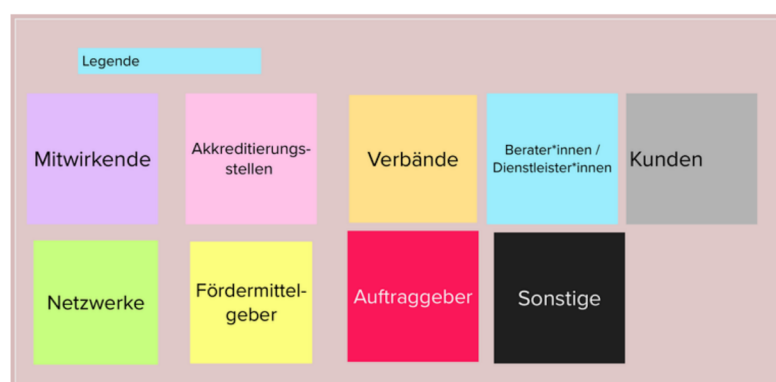 Legende
Mitwirkende
Akkreditierungs-
stellen
Verbände
Berater*innen /
Dienstleister*innen
Kunden
Netzwerke
Fördermittel-
geber
Auftraggeber
Sonstige